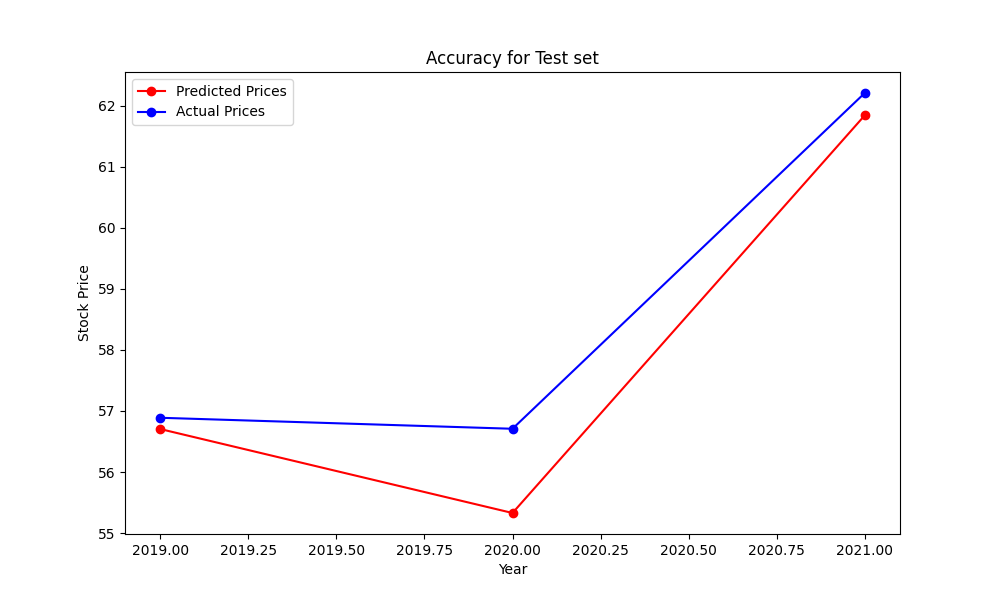 Accuracy for Test set
Predicted Prices
Actual Prices
62
61
60
59
58
57
56
55
Stock Price
2019.00 2019.25 2019.50 2019.75 2020.00 2020.25 2020.50 2020.75 2021.00
Year